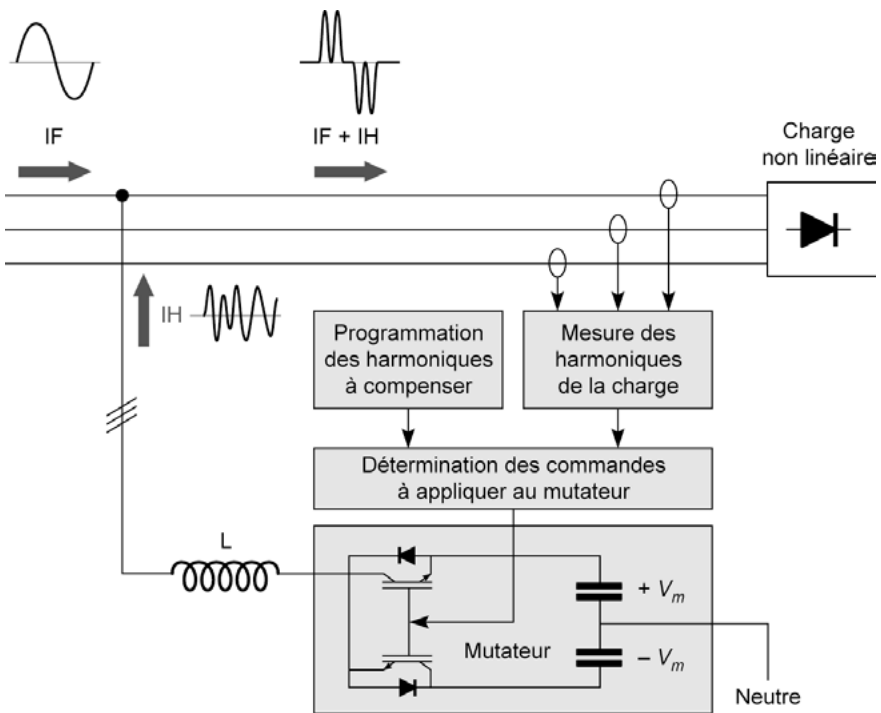 IF
IF + IH
Charge
non linéaire
IH
Programmation
des harmoniques
à compenser
Mesure des
harmoniques
de la charge
Détermination des commandes
à appliquer au mutateur
L
+ Vm
Mutateur
– Vm
Neutre